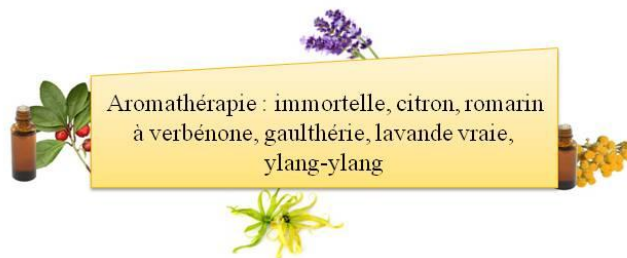 Aromathérapie : immortelle, citron, romarin
à verbénone, gaulthérie, lavande vraie,
ylang-ylang